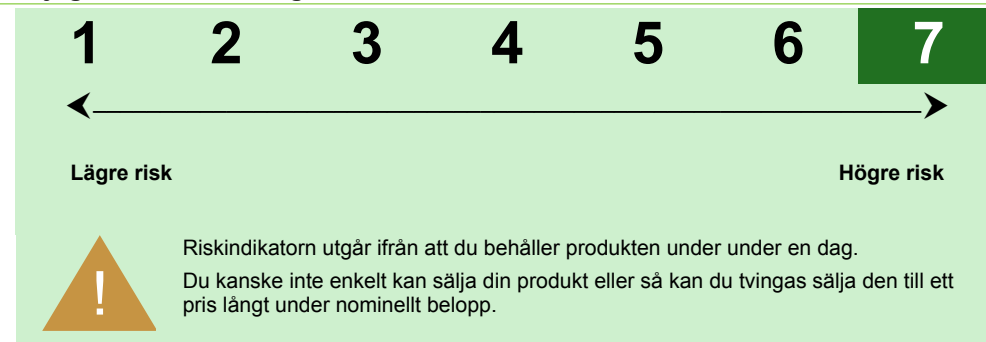 1 2 3 4 5 6 7
Lägre risk Högre risk
!
Riskindikatorn utgår ifrån att du behåller produkten under under en dag.
Du kanske inte enkelt kan sälja din produkt eller så kan du tvingas sälja den till ett
pris långt under nominellt belopp.